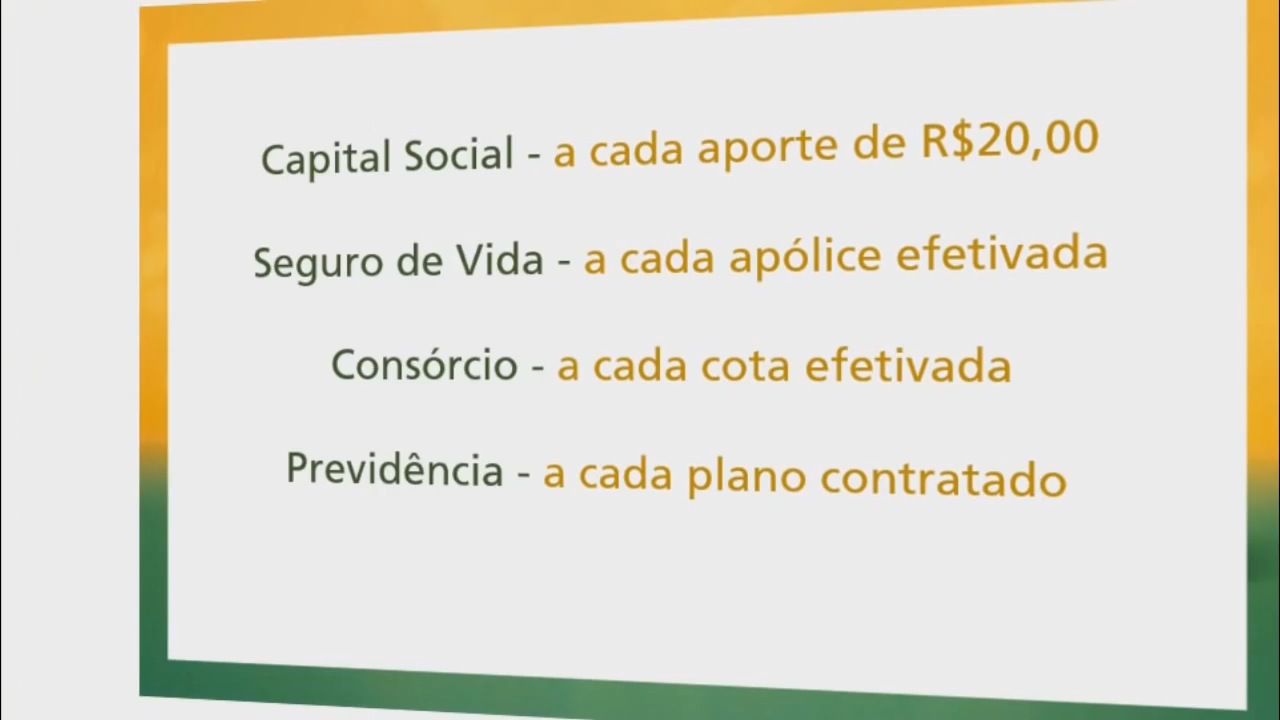 Capital Social - a cada aporte de R$20,00
Seguro de Vida - a cada apólice efetivada
Consórcio - a cada cota efetivada
Previdência - a cada plano contratado